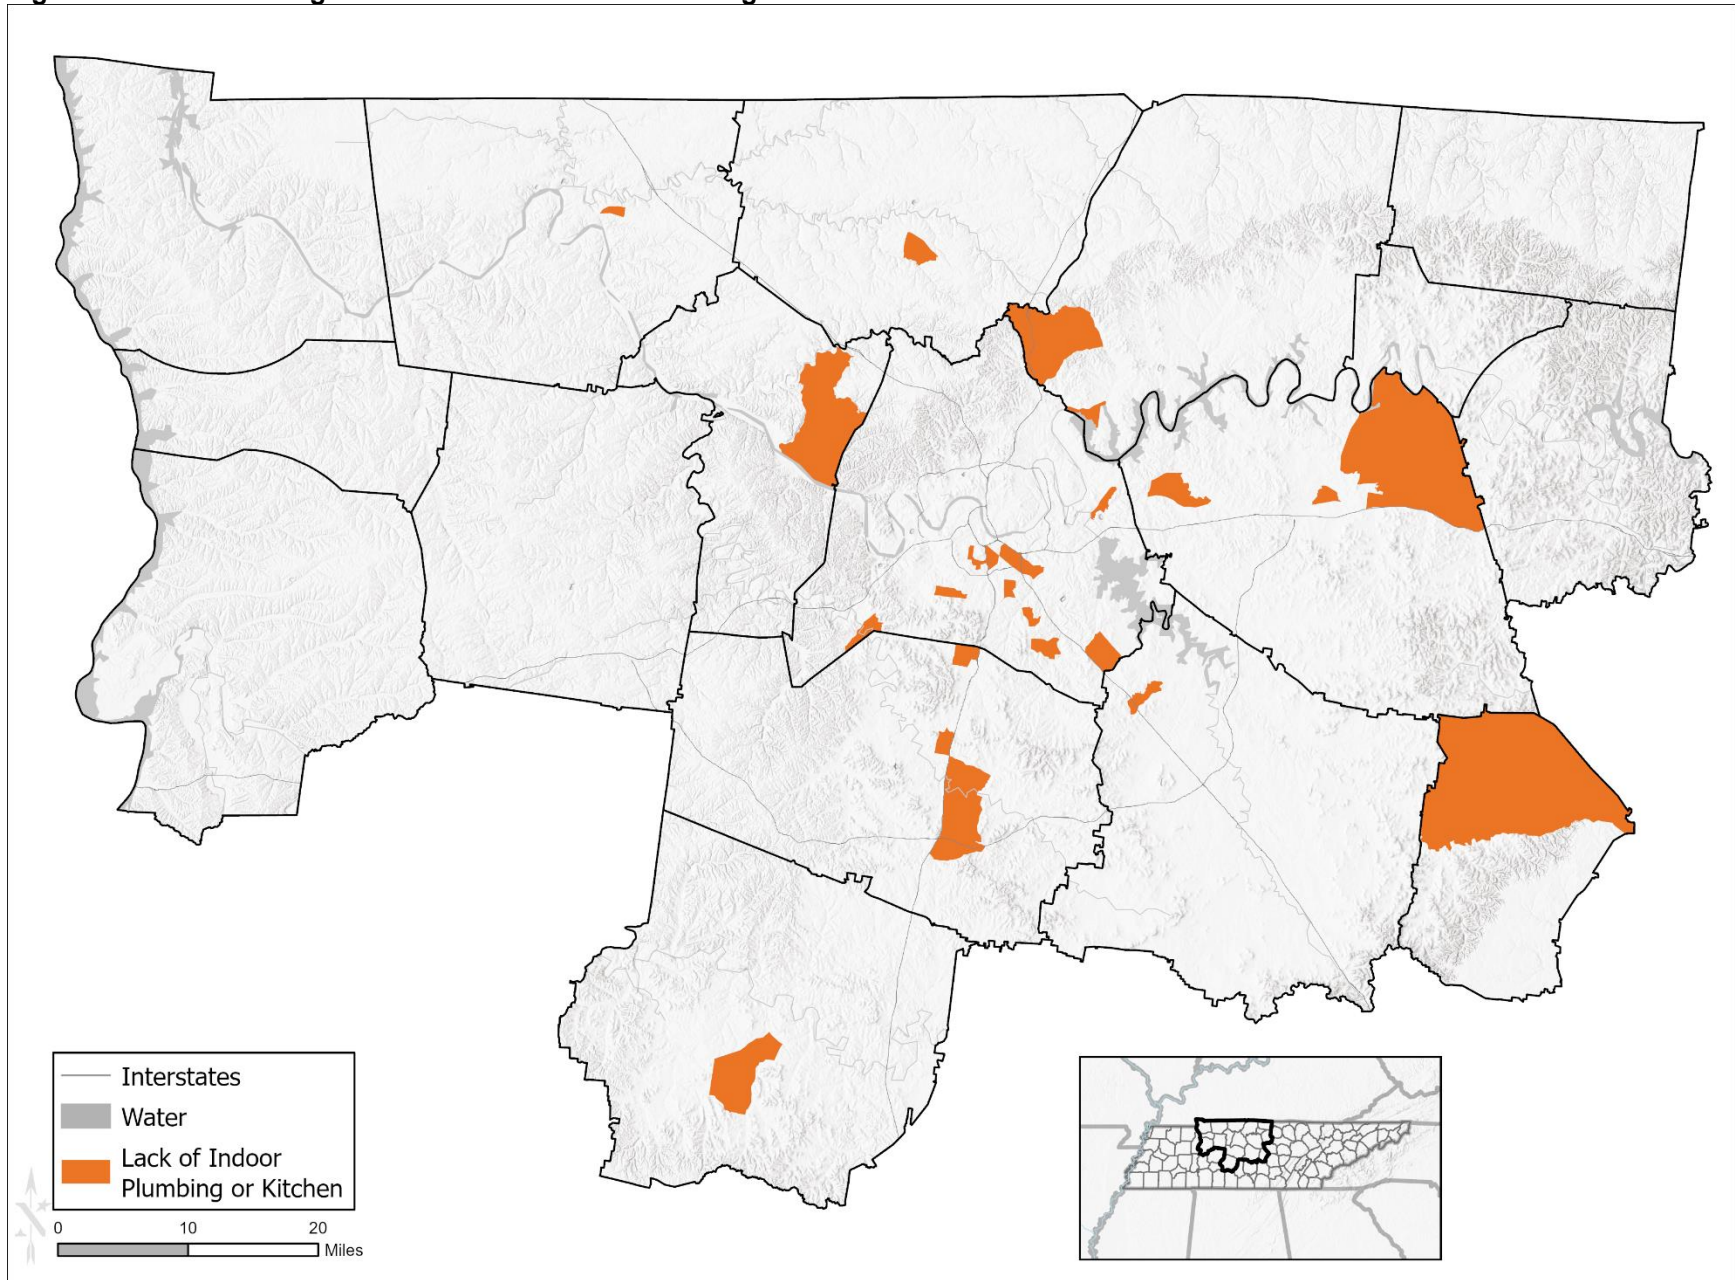 Interstates
Water
Lack of Indoor
Plumbing or Kitchen
0 10 20
Miles